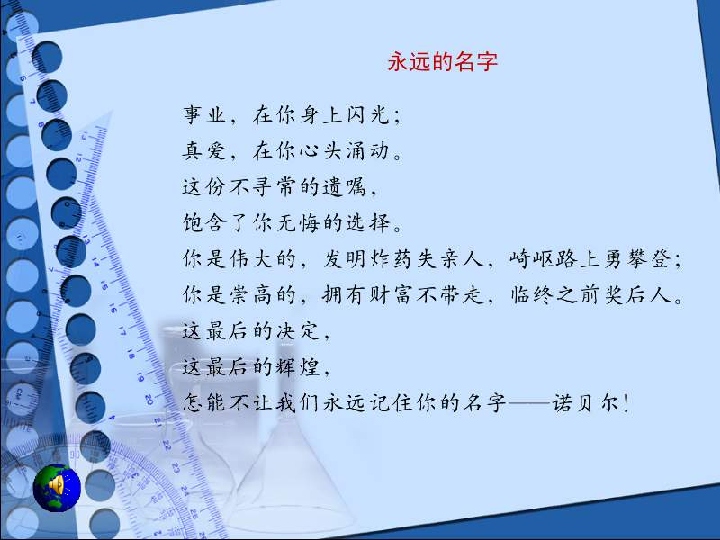 永远的名字
事业，在你身上闪光；
真爱，在你心头涌动。
这份不寻常的遗嘱，
饱含了你无悔的选择。
你是伟大的，发明炸药失亲人，崎岖路上勇攀登；
你是崇高的，拥有财富不带走，临终之前奖后人。
这最后的决定，
这最后的辉煌，
怎能不让我们永远记住你的名字——诺贝尔！